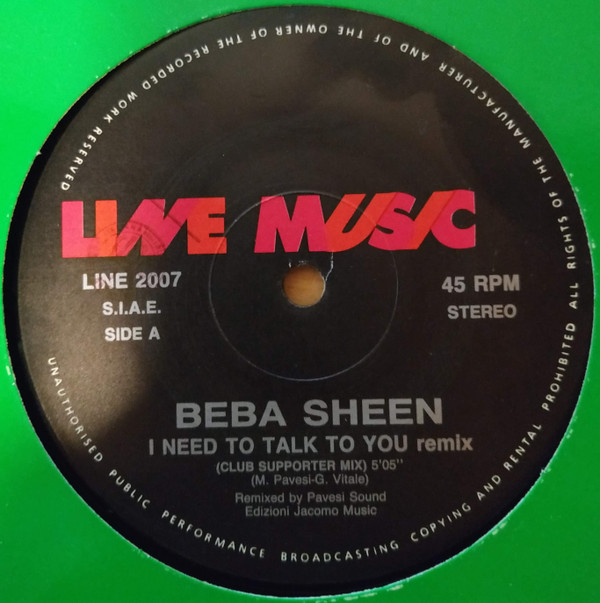 LINE MUSIC
LINE 2007
S.I.A.E.
SIDE A
45 RPM
STEREO
BEBA SHEEN
I NEED TO TALK TO YOU remix
(CLUB SUPPORTER MIX) 5'05''
(M. Pavesi-G. Vitale)
Remixed by Pavesi Sound
Edizioni Jacomo Music
ALL RIGHTS OF THE MANUFACTURER AND OF THE OWNER OF THE RECORDED WORK RESERVED
UNAUTHORISED PUBLIC PERFORMANCE BROADCASTING COPYING AND RENTAL PROHIBITED